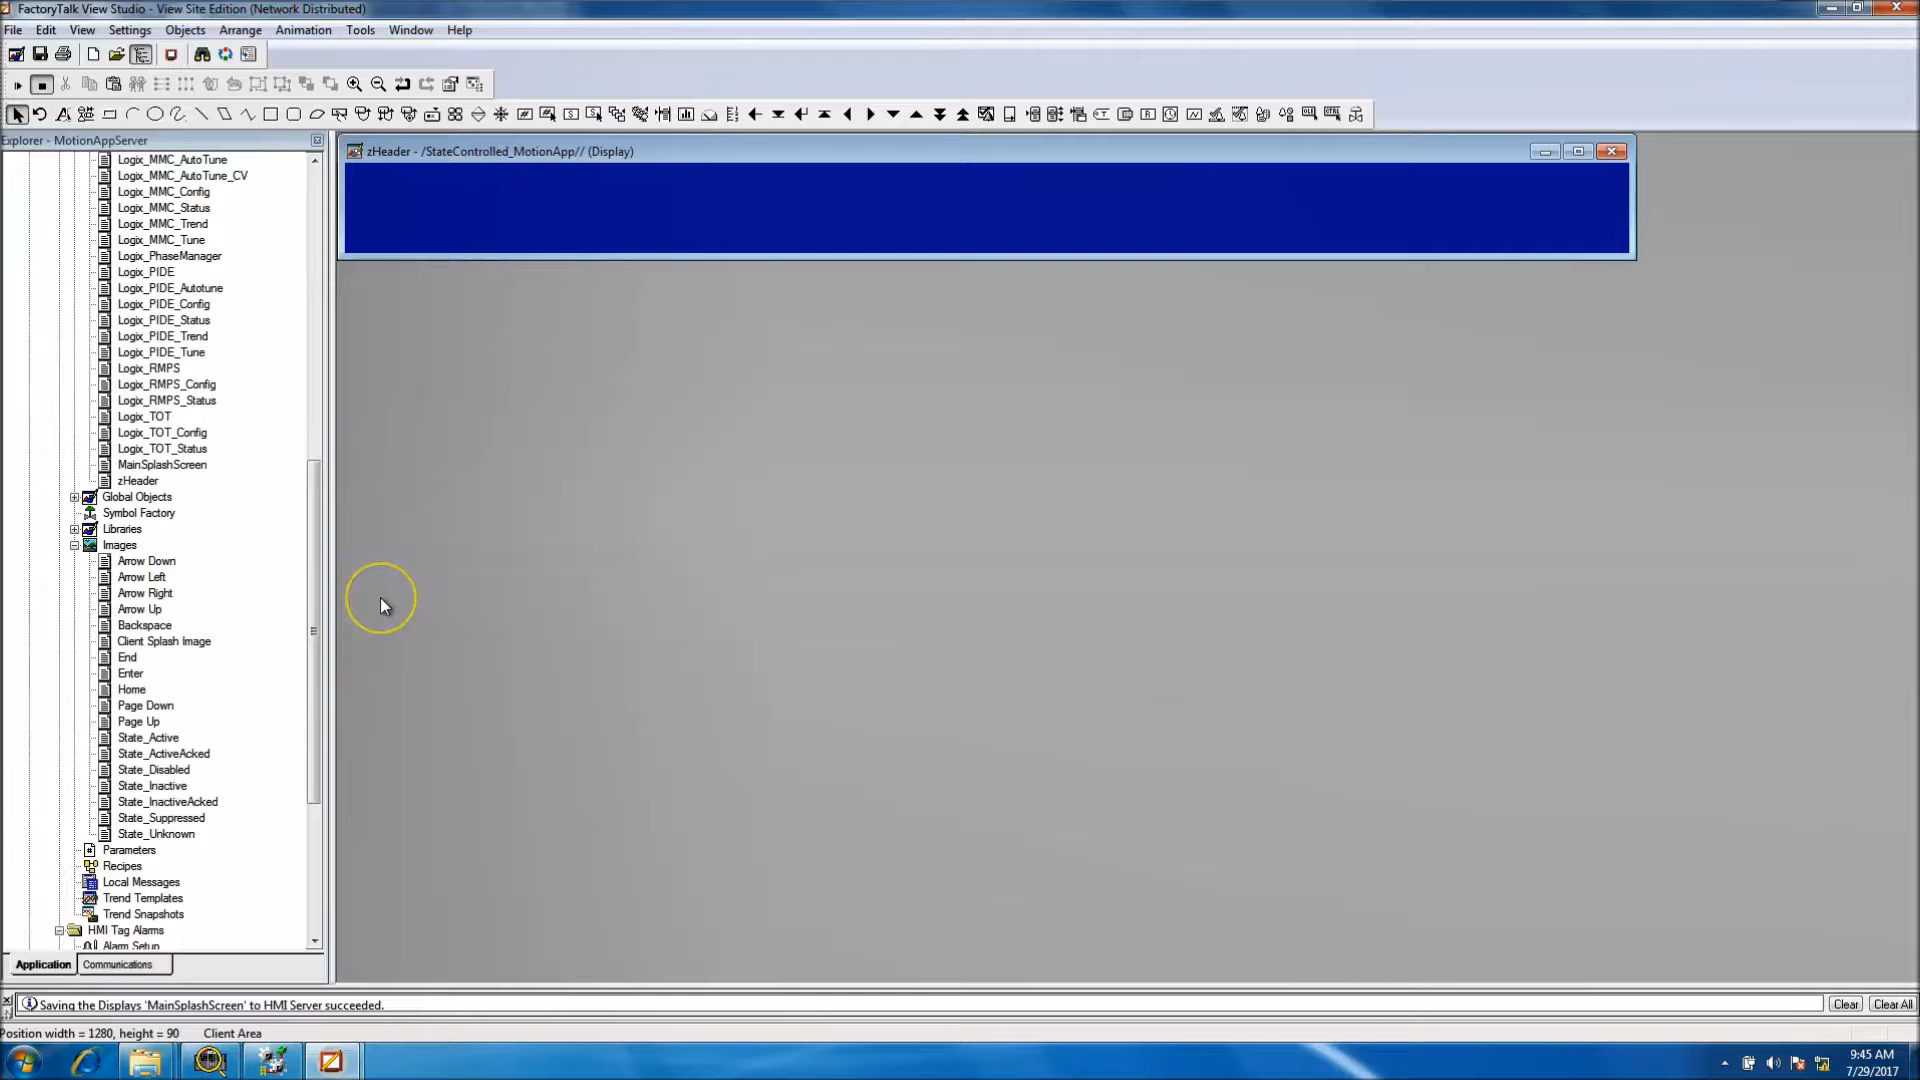 FactoryTalk View Studio - View Site Edition (Network Distributed)
File Edit View Settings Objects Arrange Animation Tools Window Help
Explorer - MotionAppServer
Logix_MMC_AutoTune
Logix_MMC_AutoTune_CV
Logix_MMC_Config
Logix_MMC_Status
Logix_MMC_Trend
Logix_MMC_Tune
Logix_PhaseManager
Logix_PIDE
Logix_PIDE_Autotune
Logix_PIDE_Config
Logix_PIDE_Status
Logix_PIDE_Trend
Logix_PIDE_Tune
Logix_RMPS
Logix_RMPS_Config
Logix_RMPS_Status
Logix_TOT
Logix_TOT_Config
Logix_TOT_Status
MainSplashScreen
zHeader
Global Objects
Symbol Factory
Libraries
Images
Arrow Down
Arrow Left
Arrow Right
Arrow Up
Backspace
Client Splash Image
End
Enter
Home
Page Down
Page Up
State_Active
State_ActiveAcked
State_Disabled
State_Inactive
State_InactiveAcked
State_Suppressed
State_Unknown
Parameters
Recipes
Local Messages
Trend Templates
Trend Snapshots
HMI Tag Alarms
Alarm Setup
Application Communications
zHeader - /StateControlled_MotionApp// (Display)
Saving the Displays 'MainSplashScreen' to HMI Server succeeded.
Clear Clear All
Position width = 1280, height = 90 Client Area
9:45 AM
7/29/2017